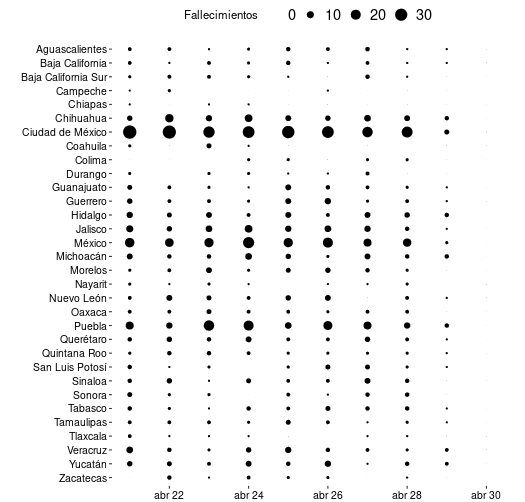 Fallecimientos 0 10 20 30
Aguascalientes
Baja California
Baja California Sur
Campeche
Chiapas
Chihuahua
Ciudad de México
Coahuila
Colima
Durango
Guanajuato
Guerrero
Hidalgo
Jalisco
México
Michoacán
Morelos
Nayarit
Nuevo León
Oaxaca
Puebla
Querétaro
Quintana Roo
San Luis Potosí
Sinaloa
Sonora
Tabasco
Tamaulipas
Tlaxcala
Veracruz
Yucatán
Zacatecas
abr 22 abr 24 abr 26 abr 28 abr 30